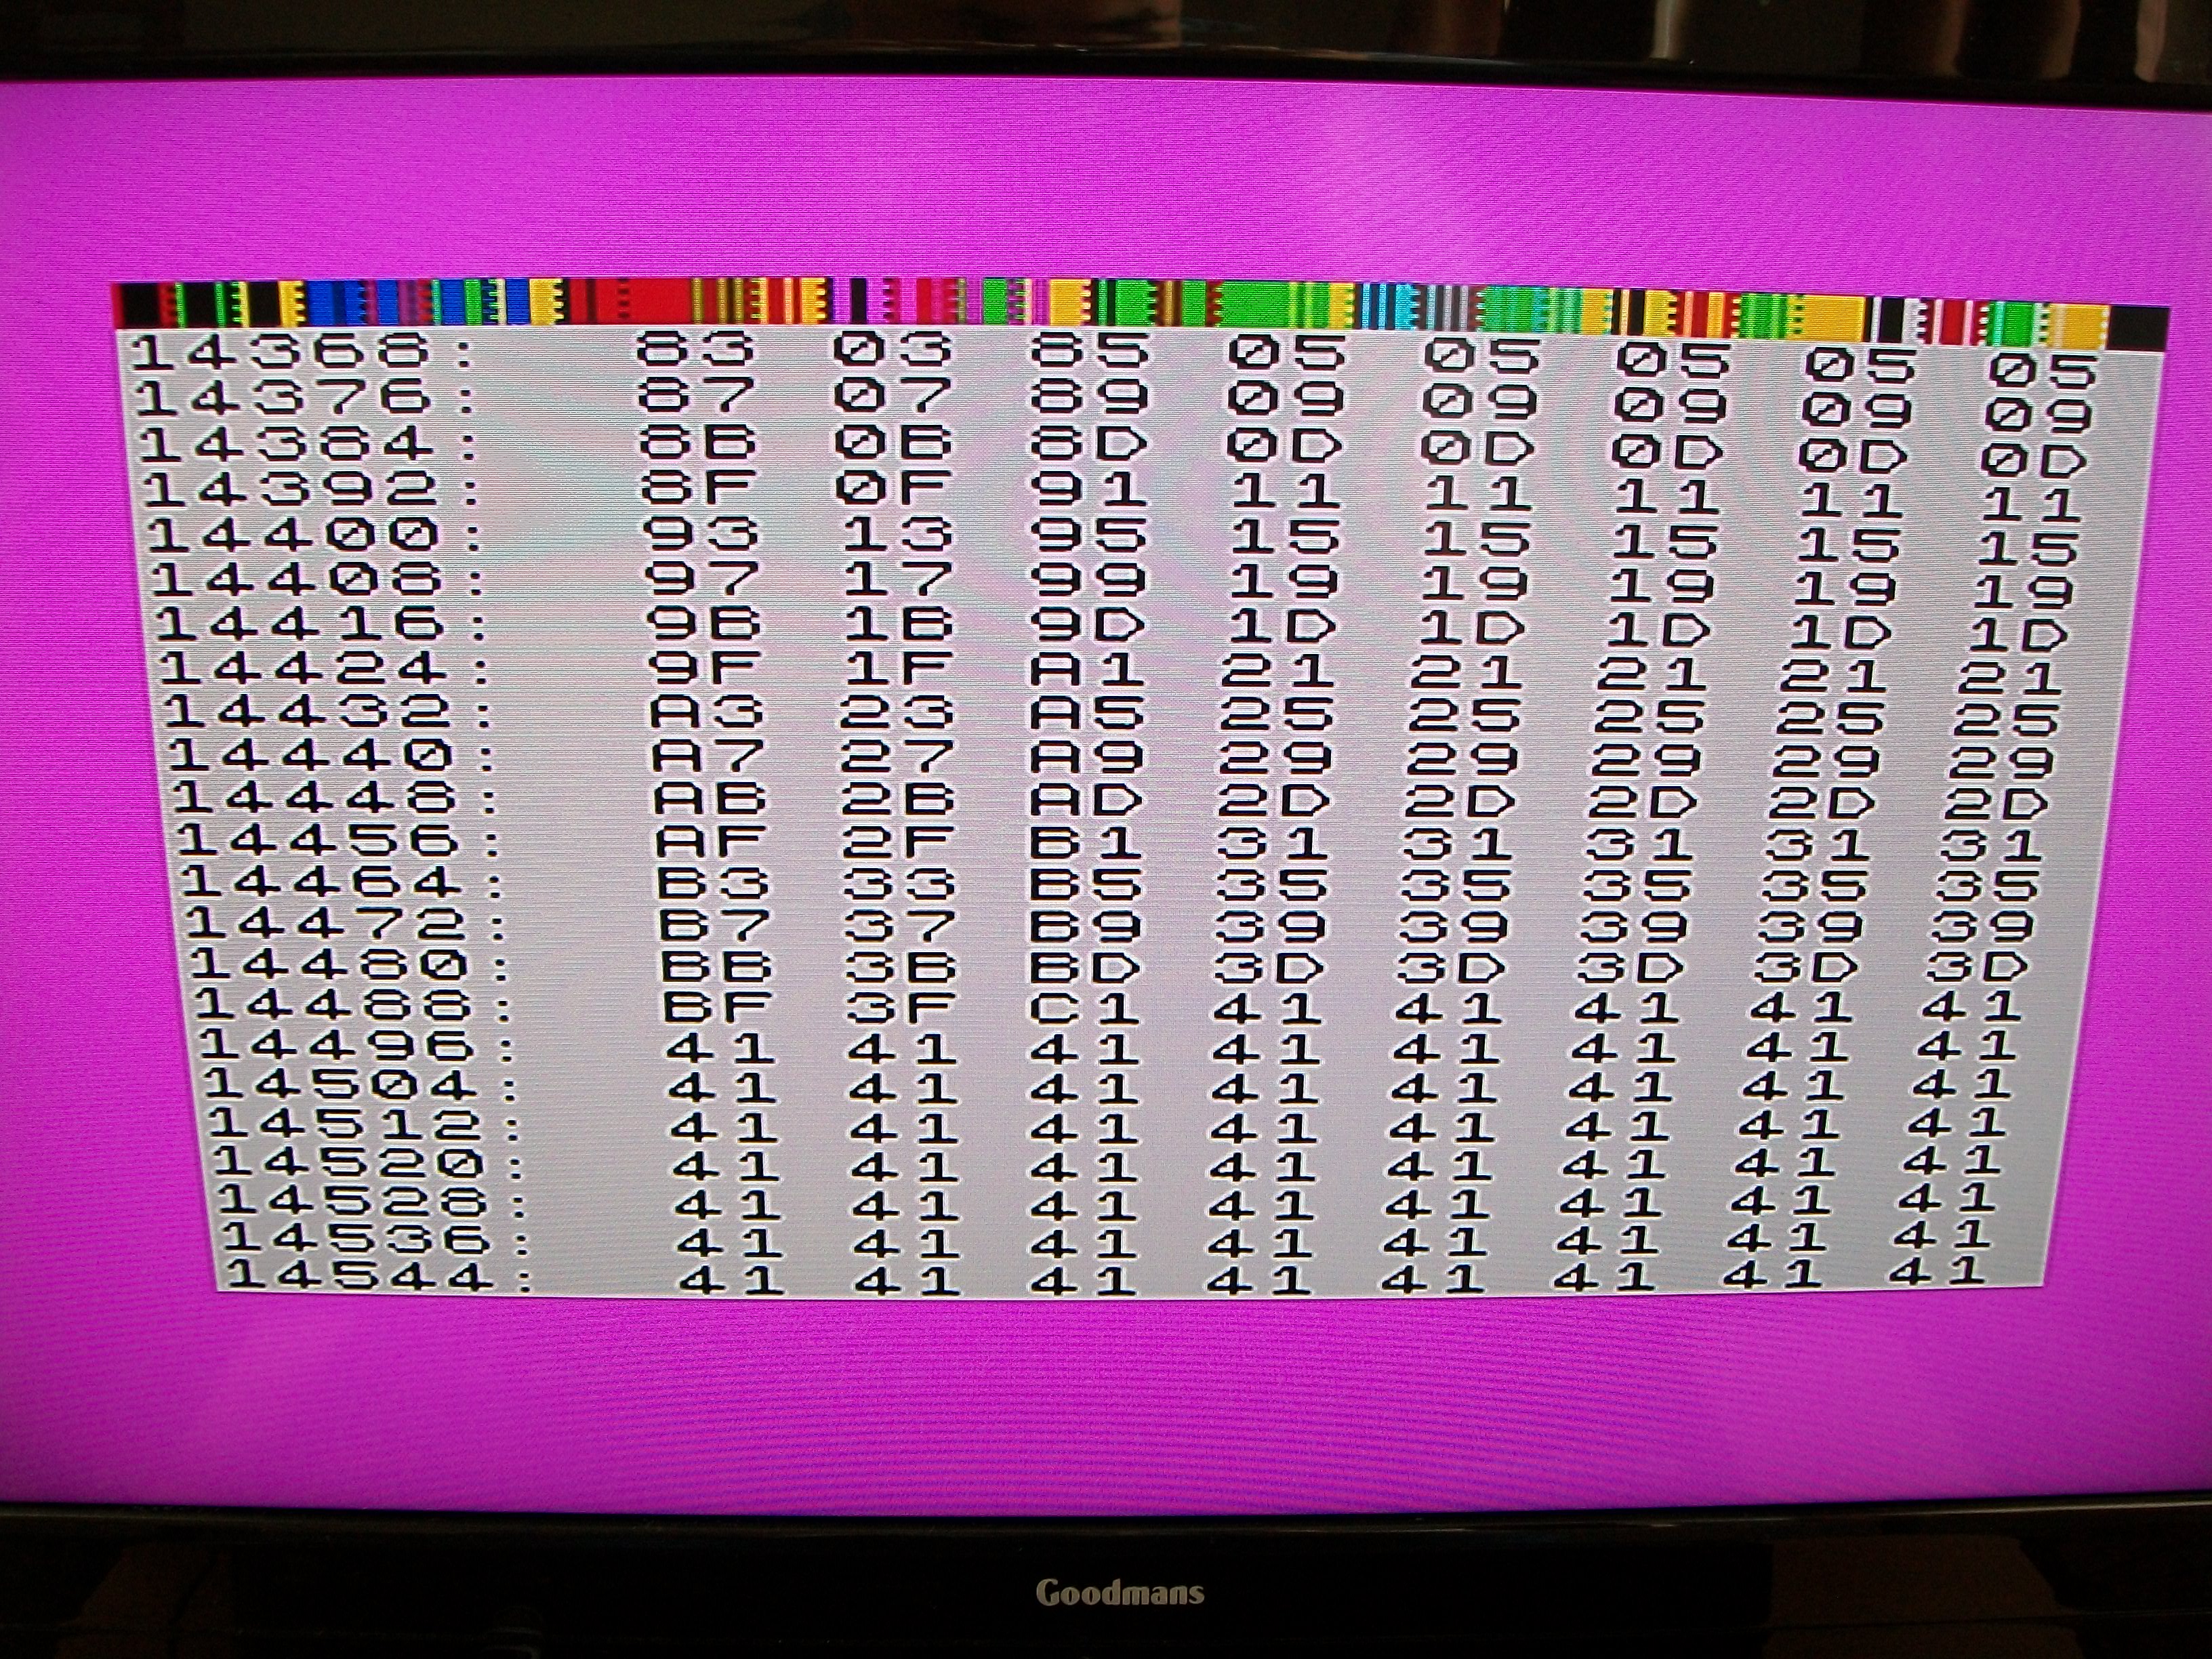 14368: 83 03 85 05 05 05 05 05
14376: 87 07 89 09 09 09 09 09
14384: 8B 0B 8D 0D 0D 0D 0D 0D
14392: 8F 0F 91 11 11 11 11 11
14400: 93 13 95 15 15 15 15 15
14408: 97 17 99 19 19 19 19 19
14416: 9B 1B 9D 1D 1D 1D 1D 1D
14424: 9F 1F A1 21 21 21 21 21
14432: A3 23 A5 25 25 25 25 25
14440: A7 27 A9 29 29 29 29 29
14448: AB 2B AD 2D 2D 2D 2D 2D
14456: AF 2F B1 31 31 31 31 31
14464: B3 33 B5 35 35 35 35 35
14472: B7 37 B9 39 39 39 39 39
14480: BB 3B BD 3D 3D 3D 3D 3D
14488: BF 3F C1 41 41 41 41 41
14496: 41 41 41 41 41 41 41 41
14504: 41 41 41 41 41 41 41 41
14512: 41 41 41 41 41 41 41 41
14520: 41 41 41 41 41 41 41 41
14528: 41 41 41 41 41 41 41 41
14536: 41 41 41 41 41 41 41 41
14544: 41 41 41 41 41 41 41 41
Goodmans